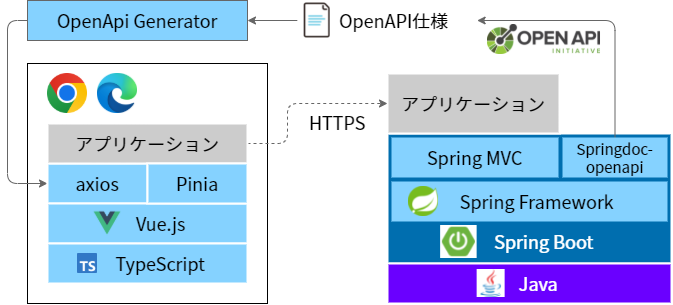 OpenApi Generator
OpenAPI仕様
OPEN API
INITIATIVE
アプリケーション
HTTPS
アプリケーション
axios
Pinia
Spring MVC
Springdoc-
openapi
Vue.js
Spring Framework
TS
TypeScript
Spring Boot
Java